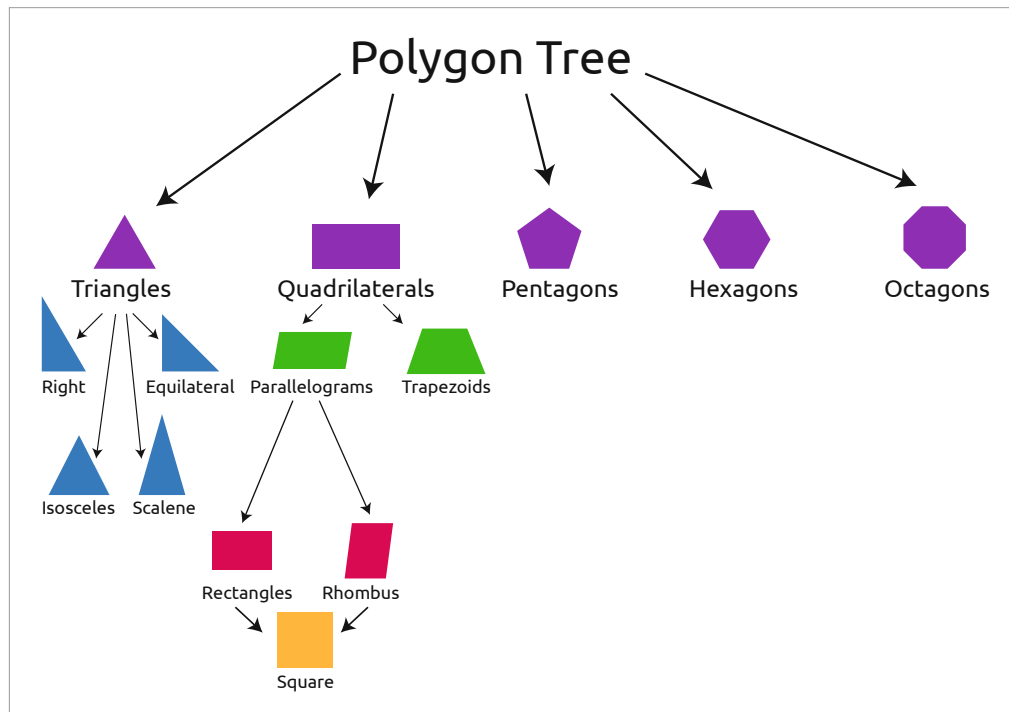 Polygon Tree
Triangles
Quadrilaterals
Pentagons
Hexagons
Octagons
Right
Equilateral
Parallelograms
Trapezoids
Isosceles
Scalene
Rectangles
Rhombus
Square